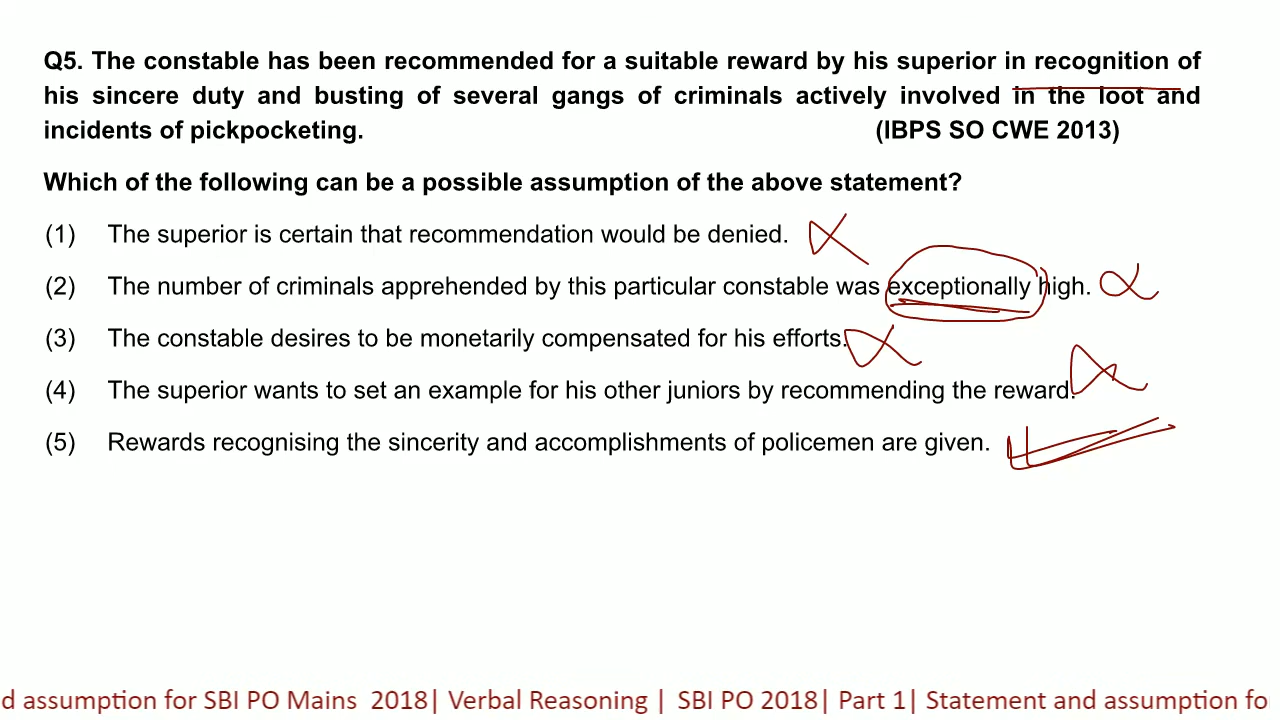 Q5. The constable has been recommended for a suitable reward by his superior in recognition of
his sincere duty and busting of several gangs of criminals actively involved in the loot and
incidents of pickpocketing. (IBPS SO CWE 2013)
Which of the following can be a possible assumption of the above statement?
(1) The superior is certain that recommendation would be denied.
(2) The number of criminals apprehended by this particular constable was exceptionally high.
(3) The constable desires to be monetarily compensated for his efforts.
(4) The superior wants to set an example for his other juniors by recommending the reward.
(5) Rewards recognising the sincerity and accomplishments of policemen are given.
d assumption for SBI PO Mains 2018| Verbal Reasoning | SBI PO 2018| Part 1| Statement and assumption fo